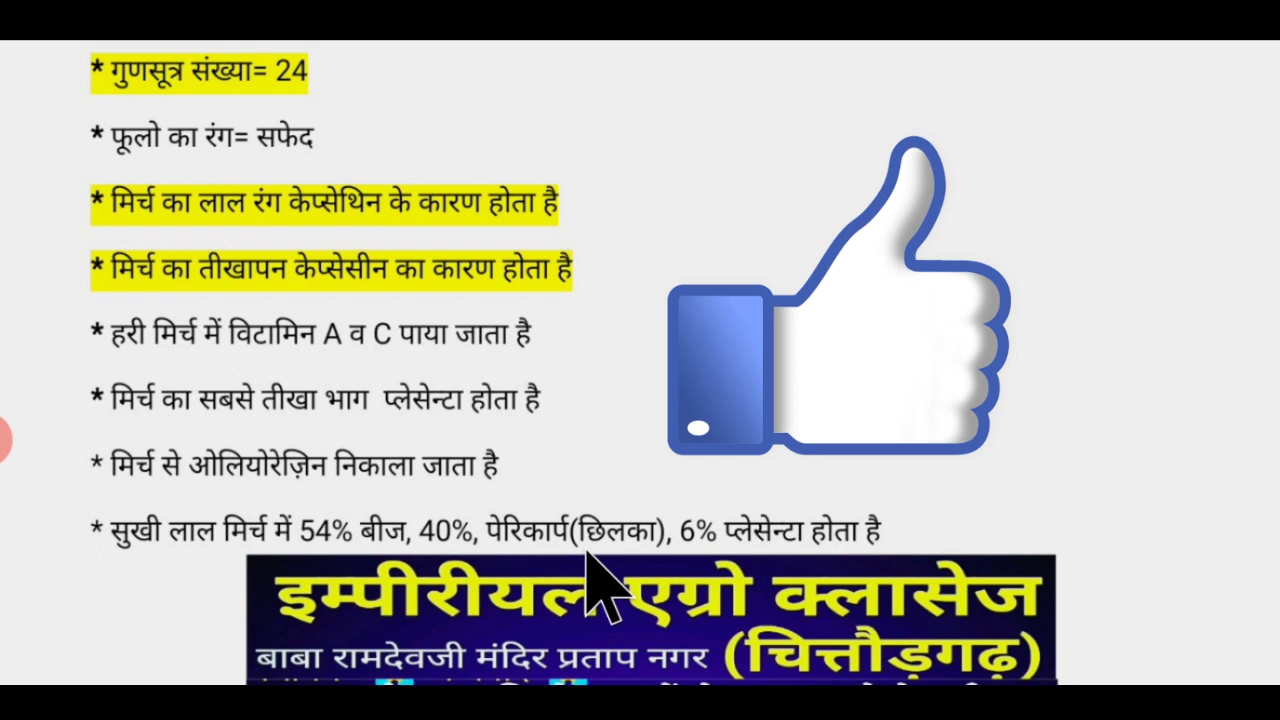 * गुणसूत्र संख्या= 24
* फूलो का रंग= सफेद
* मिर्च का लाल रंग केप्सेथिन के कारण होता है
* मिर्च का तीखापन केप्सेसीन का कारण होता है
* हरी मिर्च में विटामिन A व C पाया जाता है
* मिर्च का सबसे तीखा भाग प्लेसेन्टा होता है
* मिर्च से ओलियोरेज़िन निकाला जाता है
* सुखी लाल मिर्च में 54% बीज, 40%, पेरिकार्प(छिलका), 6% प्लेसेन्टा होता है
इम्पीरीयल एग्रो क्लासेज
बाबा रामदेवजी मंदिर प्रताप नगर (चित्तौड़गढ़)